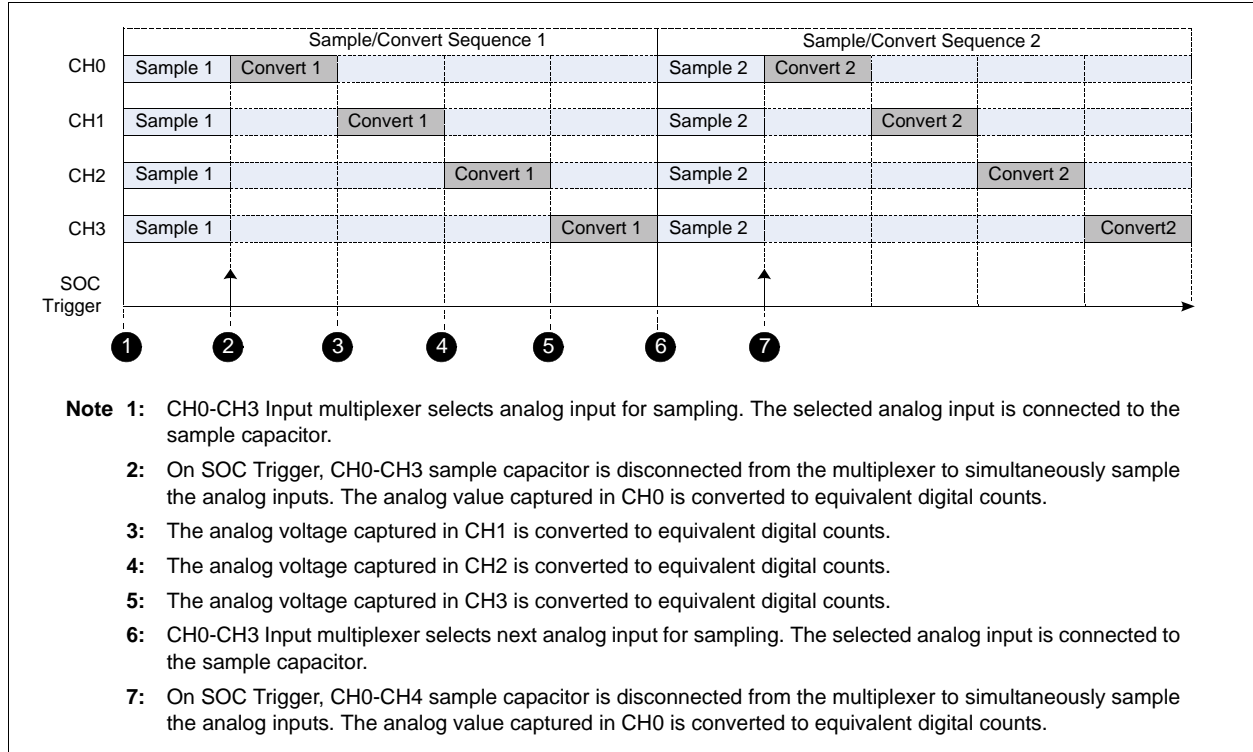 Sample/Convert Sequence 1 Sample/Convert Sequence 2
CH0 Sample 1 Convert 1 Sample 2 Convert 2
CH1 Sample 1 Convert 1 Sample 2 Convert 2
CH2 Sample 1 Convert 1 Sample 2 Convert 2
CH3 Sample 1 Convert 1 Sample 2 Convert2
SOC
Trigger
1 2 3 4 5 6 7
Note 1: CH0-CH3 Input multiplexer selects analog input for sampling. The selected analog input is connected to the
sample capacitor.
2: On SOC Trigger, CH0-CH3 sample capacitor is disconnected from the multiplexer to simultaneously sample
the analog inputs. The analog value captured in CH0 is converted to equivalent digital counts.
3: The analog voltage captured in CH1 is converted to equivalent digital counts.
4: The analog voltage captured in CH2 is converted to equivalent digital counts.
5: The analog voltage captured in CH3 is converted to equivalent digital counts.
6: CH0-CH3 Input multiplexer selects next analog input for sampling. The selected analog input is connected to
the sample capacitor.
7: On SOC Trigger, CH0-CH4 sample capacitor is disconnected from the multiplexer to simultaneously sample
the analog inputs. The analog value captured in CH0 is converted to equivalent digital counts.